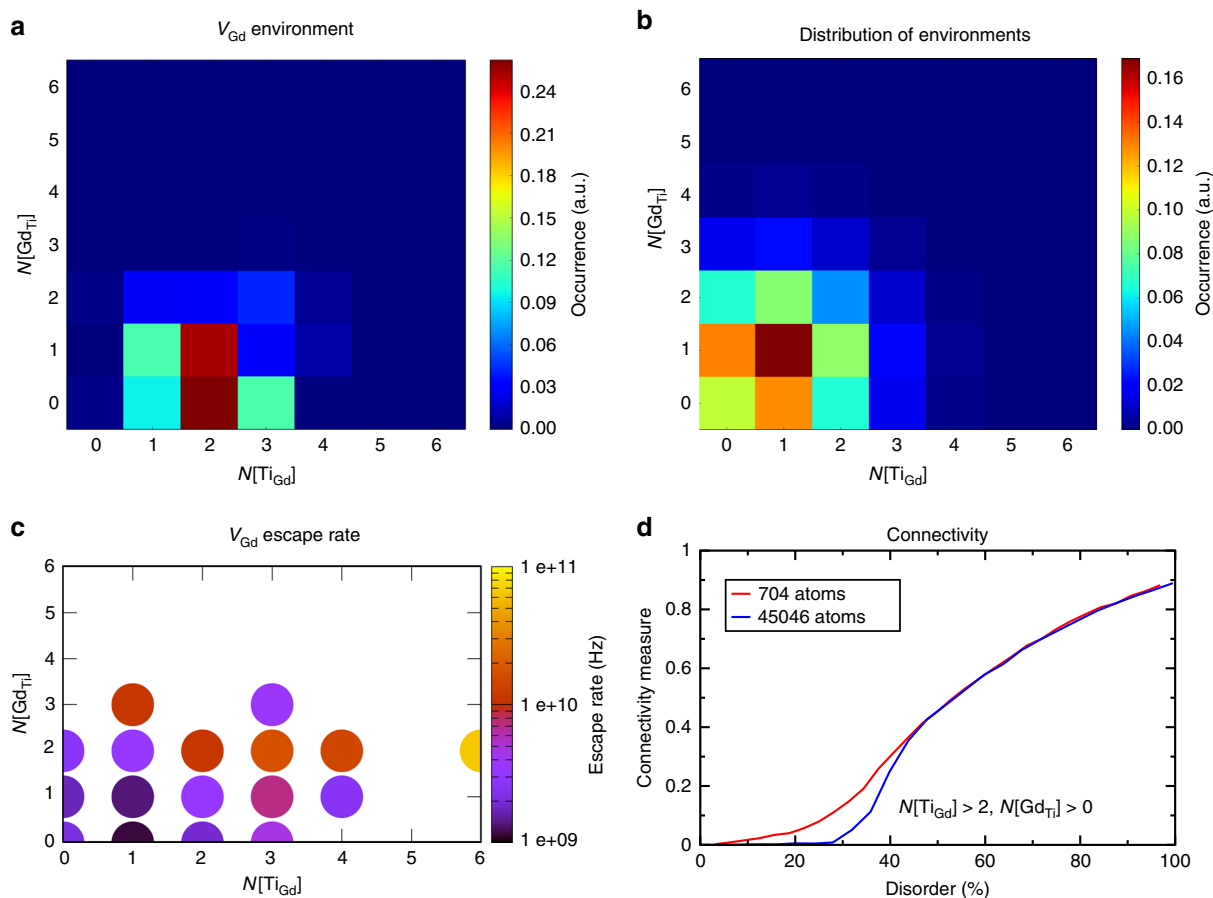 a
V_Gd environment
6
5
4
3
2
1
0
N[Gd_Ti]
0 1 2 3 4 5 6
N[Ti_Gd]
0.24
0.21
0.18
0.15
0.12
0.09
0.06
0.03
0.00
Occurrence (a.u.)
b
Distribution of environments
6
5
4
3
2
1
0
N[Gd_Ti]
0 1 2 3 4 5 6
N[Ti_Gd]
0.16
0.14
0.12
0.10
0.08
0.06
0.04
0.02
0.00
Occurrence (a.u.)
c
V_Gd escape rate
6
5
4
3
2
1
0
N[Gd_Ti]
0 1 2 3 4 5 6
N[Ti_Gd]
1 e+11
1 e+10
1 e+09
Escape rate (Hz)
d
Connectivity
1
0.8
0.6
0.4
0.2
0
Connectivity measure
704 atoms
45046 atoms
N[Ti_Gd] > 2, N[Gd_Ti] > 0
0 20 40 60 80 100
Disorder (%)